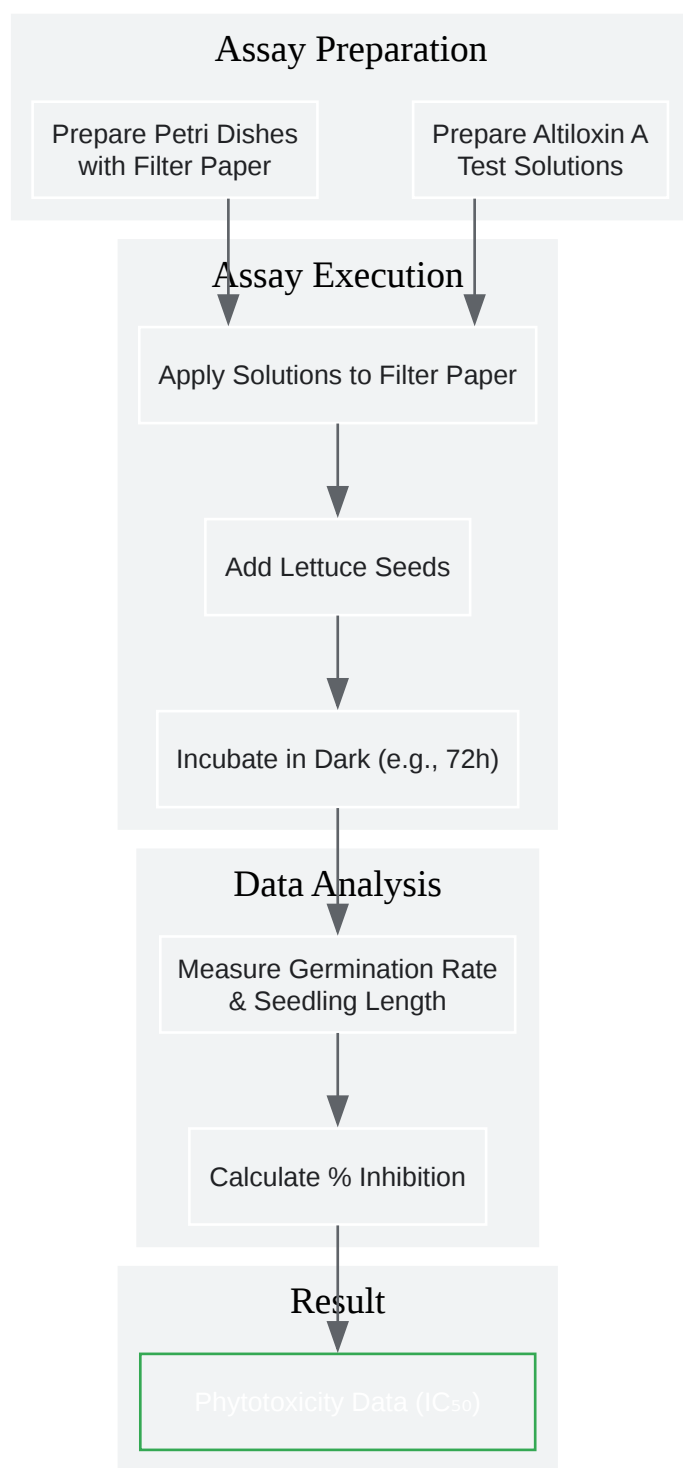 Assay Preparation
Prepare Petri Dishes
with Filter Paper
Prepare Altiloxin A
Test Solutions
Assay Execution
Apply Solutions to Filter Paper
Add Lettuce Seeds
Incubate in Dark (e.g., 72h)
Data Analysis
Measure Germination Rate
& Seedling Length
Calculate % Inhibition
Result
Phytotoxicity Data (IC₅₀)